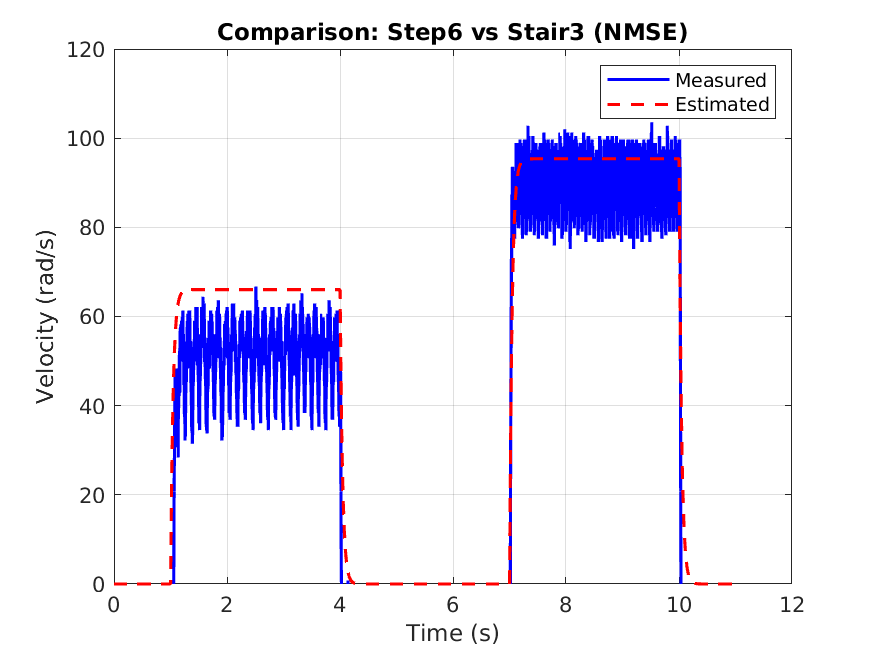 Comparison: Step6 vs Stair3 (NMSE)
120
100
80
60
40
20
0
Velocity (rad/s)
Measured
Estimated
0 2 4 6 8 10 12
Time (s)